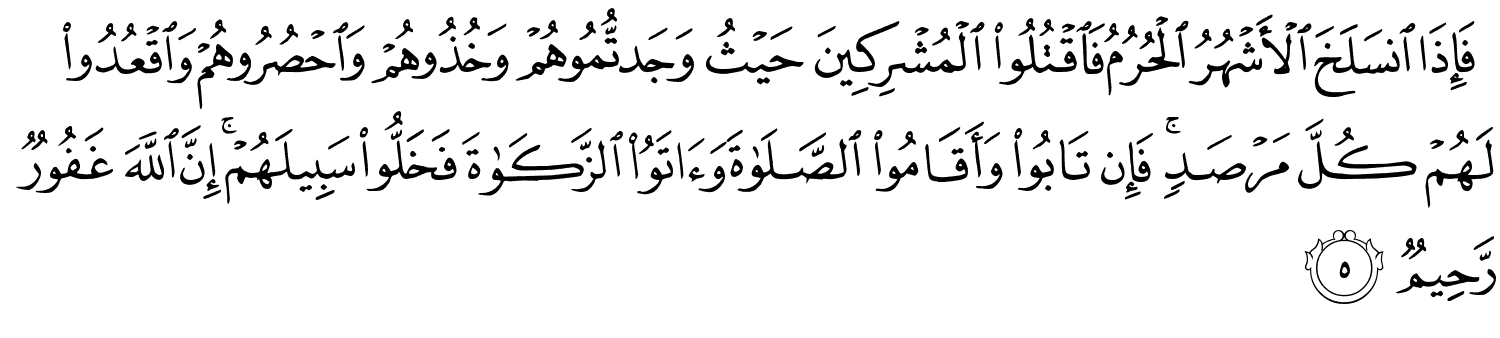 فَإِذَا ٱنسَلَخَ ٱلْأَشْهُرُ ٱلْحُرُمُ فَٱقْتُلُوا۟ ٱلْمُشْرِكِينَ حَيْثُ وَجَدتُّمُوهُمْ وَخُذُوهُمْ وَٱحْصُرُوهُمْ وَٱقْعُدُوا۟
لَهُمْ كُلَّ مَرْصَدٍ ۚ فَإِن تَابُوا۟ وَأَقَامُوا۟ ٱلصَّلَوٰةَ وَءَاتَوُا۟ ٱلزَّكَوٰةَ فَخَلُّوا۟ سَبِيلَهُمْ ۚ إِنَّ ٱللَّهَ غَفُورٌ
رَّحِيمٌ ٥